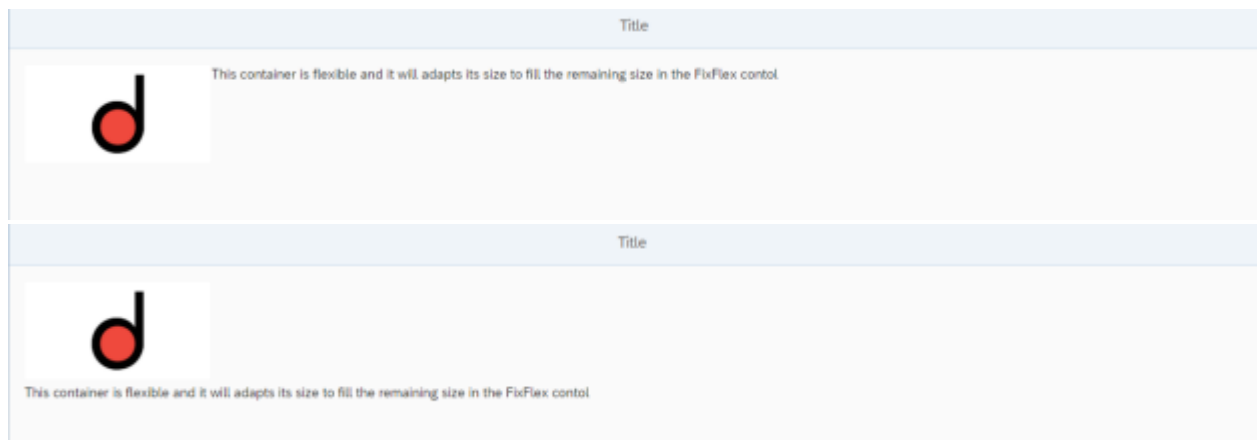 Title
This container is flexible and it will adapts its size to fill the remaining size in the FixFlex contol
Title
This container is flexible and it will adapts its size to fill the remaining size in the FixFlex contol